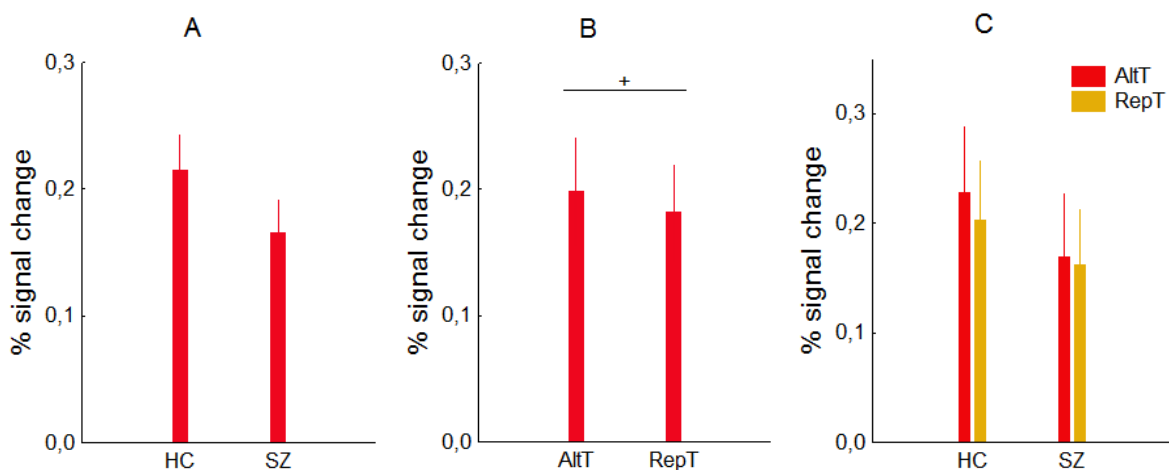 A
% signal change
0,3
0,2
0,1
0,0
HC SZ
B
% signal change
0,3
0,2
0,1
0,0
+
AltT RepT
C
% signal change
0,3
0,2
0,1
0,0
AltT
RepT
HC SZ